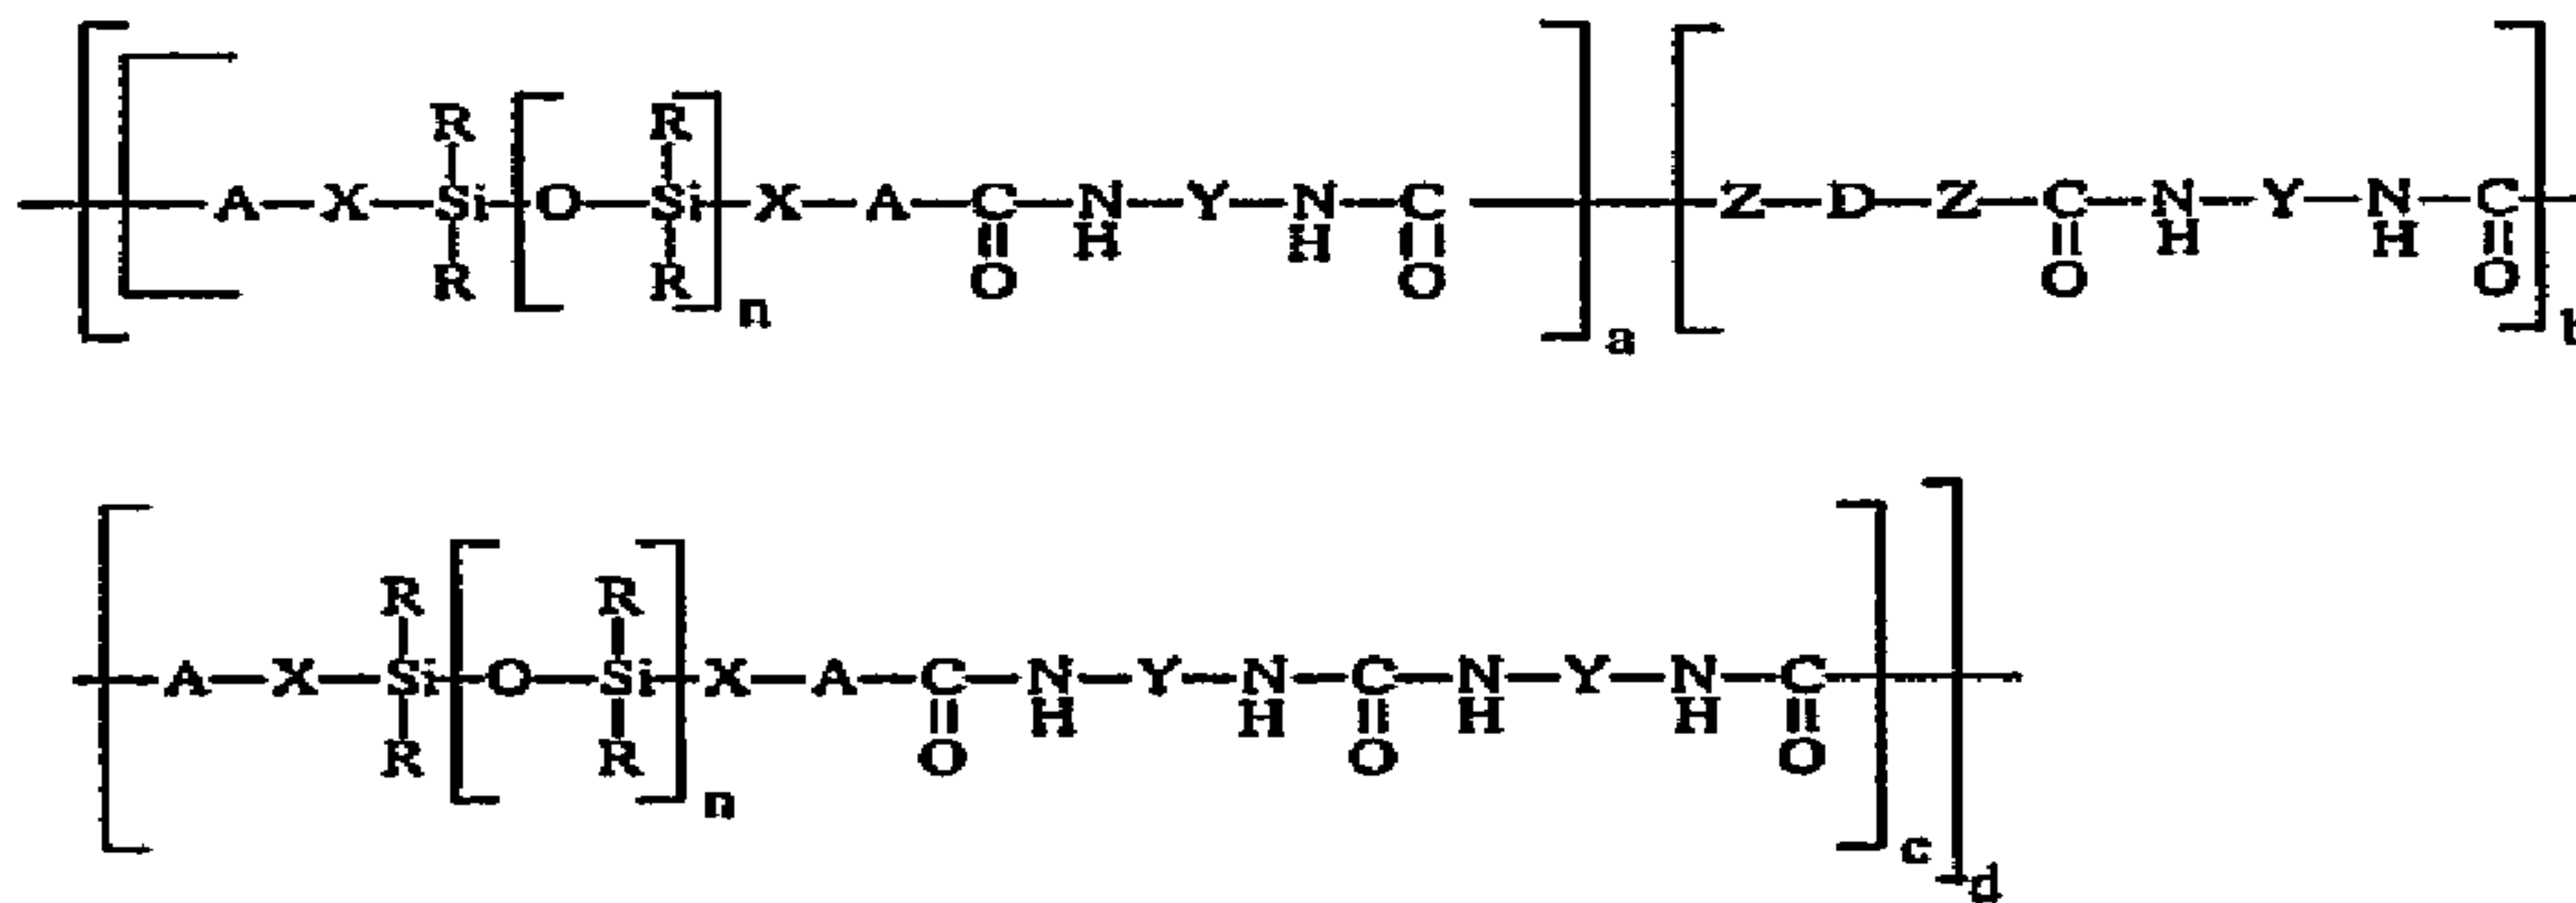 R R
A-X-Si-O-Si-X-A-C-N-Y-N-C-Z-D-Z-C-N-Y-N-C
R R n O H H O a O H H O b
R R
A-X-Si-O-Si-X-A-C-N-Y-N-C-N-Y-N-C
R R n O H H O H H O c d